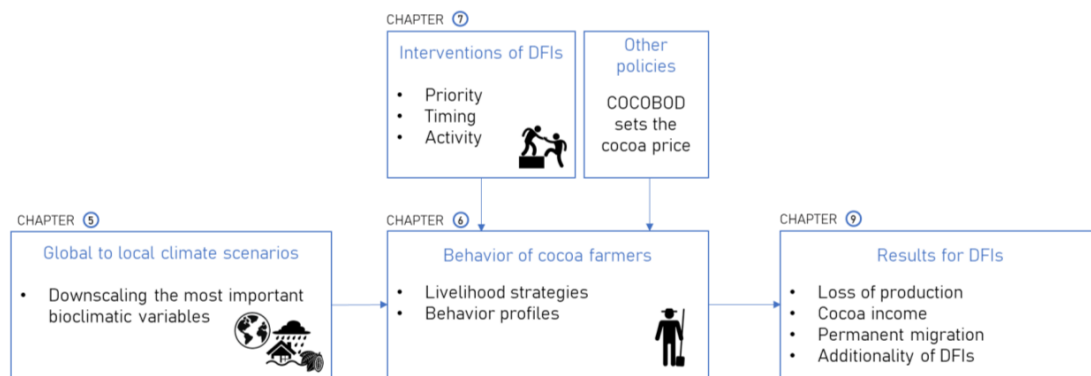 CHAPTER 7
Interventions of DFIs
• Priority
• Timing
• Activity
Other
policies
COCOBOD
sets the
cocoa price
CHAPTER 5
Global to local climate scenarios
• Downscaling the most important
bioclimatic variables
CHAPTER 6
Behavior of cocoa farmers
• Livelihood strategies
• Behavior profiles
CHAPTER 9
Results for DFIs
• Loss of production
• Cocoa income
• Permanent migration
• Additionality of DFIs